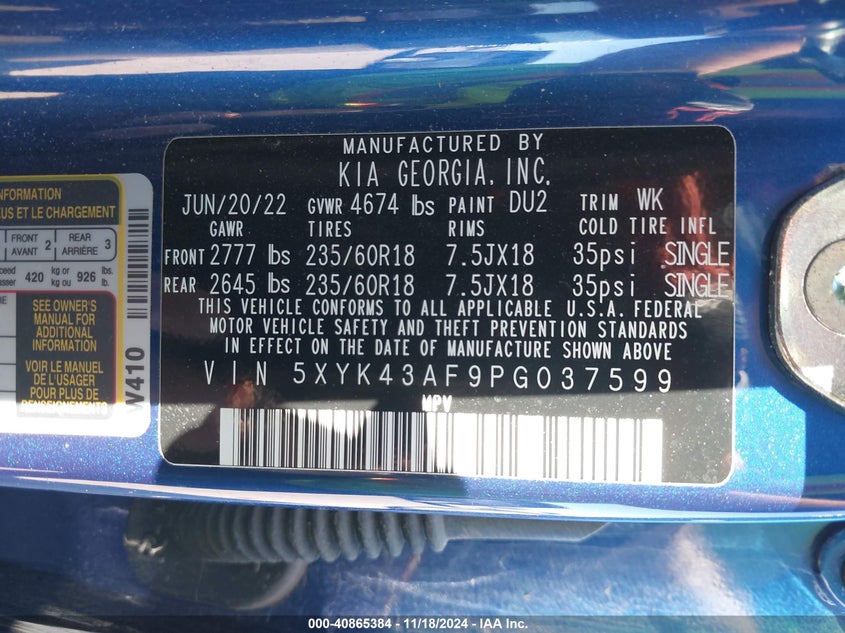 MANUFACTURED BY
KIA GEORGIA, INC.
JUN/20/22 GVWR 4674 lbs PAINT DU2 TRIM WK
GAWR TIRES RIMS COLD TIRE INFL
FRONT 2777 lbs 235/60R18 7.5JX18 35psi SINGLE
REAR 2645 lbs 235/60R18 7.5JX18 35psi SINGLE
THIS VEHICLE CONFORMS TO ALL APPLICABLE U.S.A. FEDERAL
MOTOR VEHICLE SAFETY AND THEFT PREVENTION STANDARDS
IN EFFECT ON THE DATE OF MANUFACTURE SHOWN ABOVE
VIN 5XYK43AF9PG037599
MPV
INFORMATION
ET LE CHARGEMENT
FRONT AVANT 2 REAR ARRIÈRE 3
420 kg or kg ou 926 lbs. lb.
SEE OWNER'S
MANUAL FOR
ADDITIONAL
INFORMATION
VOIR LE MANUEL
DE L'USAGER
POUR PLUS DE
RENSEIGNEMENTS
W410
000-40865384 - 11/18/2024 - IAA Inc.